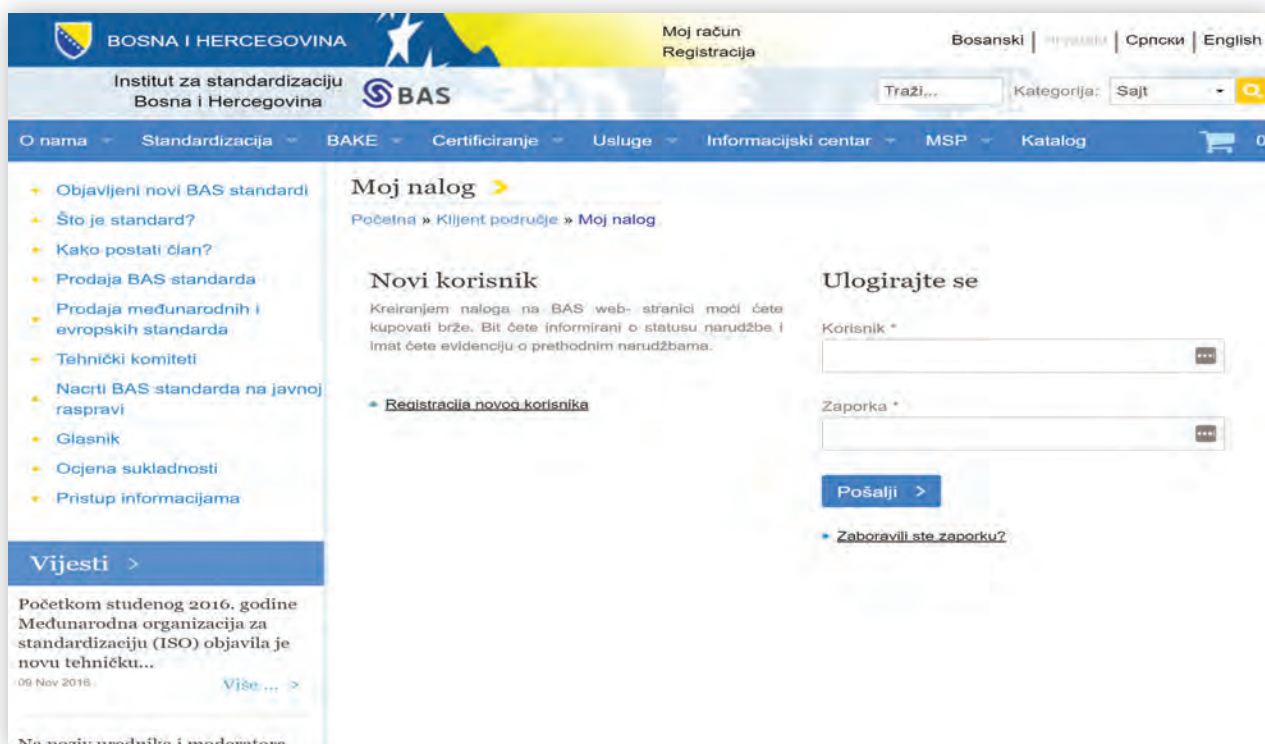 BOSNA I HERCEGOVINA
Moj račun
Registracija
Bosanski | | Српски | English
Institut za standardizaciju
Bosna i Hercegovina
BAS
Traži...
Kategorija: Sajt
O nama Standardizacija BAKE Certificiranje Usluge Informacijski centar MSP Katalog 0
Objavljeni novi BAS standardi
Što je standard?
Kako postati član?
Prodaja BAS standarda
Prodaja međunarodnih i
evropskih standarda
Tehnički komiteti
Nacrti BAS standarda na javnoj
raspravi
Glasnik
Ocjena sukladnosti
Pristup informacijama
Vijesti >
Početkom studenog 2016. godine
Međunarodna organizacija za
standardizaciju (ISO) objavila je
novu tehničku...
09 Nov 2016 Više ... >
Na poziv urednika i moderatora
Moj nalog >
Početna » Klijent područje » Moj nalog
Novi korisnik
Kreiranjem naloga na BAS web- stranici moći ćete
kupovati brže. Bit ćete informirani o statusu narudžbe i
imat ćete evidenciju o prethodnim narudžbama.
Registracija novog korisnika
Ulogirajte se
Korisnik *
Zaporka *
Pošalji >
Zaboravili ste zaporku?